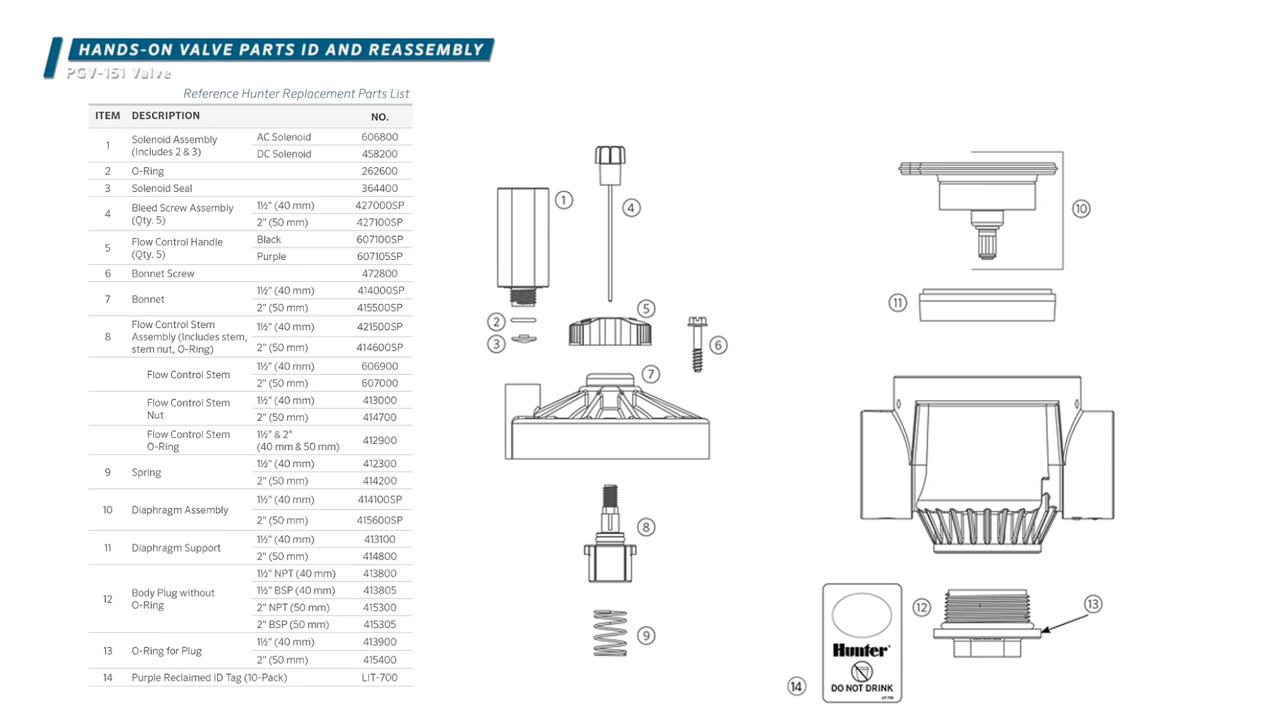 HANDS-ON VALVE PARTS ID AND REASSEMBLY
PGV-151 Valve
Reference Hunter Replacement Parts List
ITEM DESCRIPTION NO.
1 Solenoid Assembly (Includes 2 & 3) AC Solenoid 606800
DC Solenoid 458200
2 O-Ring 262600
3 Solenoid Seal 364400
4 Bleed Screw Assembly (Qty. 5) 1½" (40 mm) 427000SP
2" (50 mm) 427100SP
5 Flow Control Handle (Qty. 5) Black 607100SP
Purple 607105SP
6 Bonnet Screw 472800
7 Bonnet 1½" (40 mm) 414000SP
2" (50 mm) 415500SP
8 Flow Control Stem Assembly (Includes stem, stem nut, O-Ring) 1½" (40 mm) 421500SP
2" (50 mm) 414600SP
Flow Control Stem 1½" (40 mm) 606900
2" (50 mm) 607000
Flow Control Stem Nut 1½" (40 mm) 413000
2" (50 mm) 414700
Flow Control Stem O-Ring 1½" & 2" (40 mm & 50 mm) 412900
9 Spring 1½" (40 mm) 412300
2" (50 mm) 414200
10 Diaphragm Assembly 1½" (40 mm) 414100SP
2" (50 mm) 415600SP
11 Diaphragm Support 1½" (40 mm) 413100
2" (50 mm) 414800
12 Body Plug without O-Ring 1½" NPT (40 mm) 413800
1½" BSP (40 mm) 413805
2" NPT (50 mm) 415300
2" BSP (50 mm) 415305
13 O-Ring for Plug 1½" (40 mm) 413900
2" (50 mm) 415400
14 Purple Reclaimed ID Tag (10-Pack) LIT-700
1
4
2
5
3
6
7
8
9
10
11
12
13
14
Hunter®
DO NOT DRINK